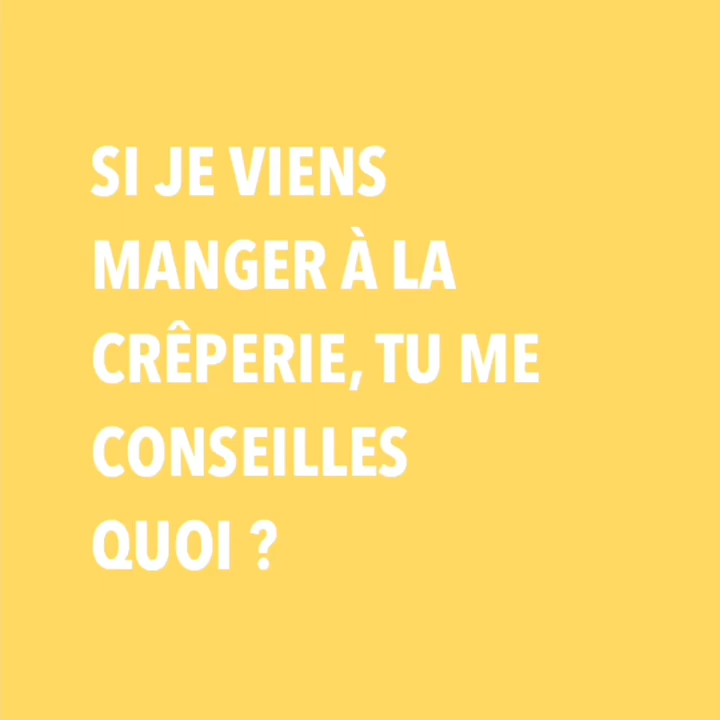 SI JE VIENS
MANGER À LA
CRÊPERIE, TU ME
CONSEILLES
QUOI ?